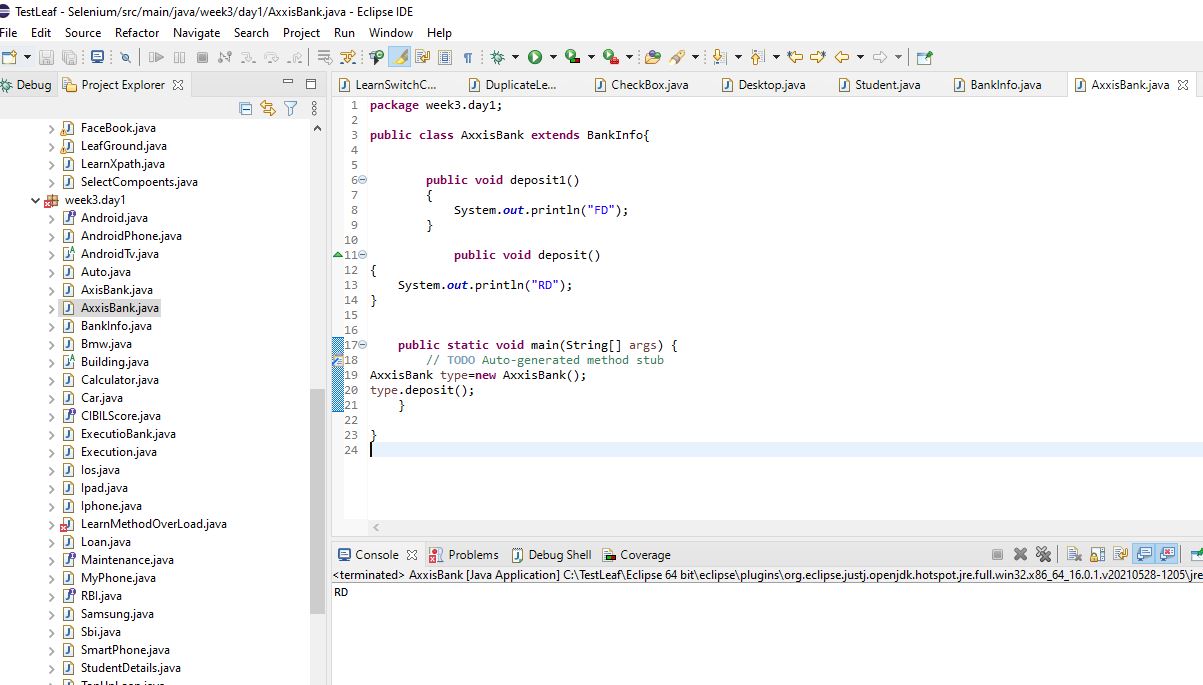 TestLeaf - Selenium/src/main/java/week3/day1/AxxisBank.java - Eclipse IDE
File Edit Source Refactor Navigate Search Project Run Window Help
Debug Project Explorer
LearnSwitchC... DuplicateLe... CheckBox.java Desktop.java Student.java BankInfo.java AxxisBank.java
FaceBook.java
LeafGround.java
LearnXpath.java
SelectCompoents.java
week3.day1
Android.java
AndroidPhone.java
AndroidTv.java
Auto.java
AxisBank.java
AxxisBank.java
BankInfo.java
Bmw.java
Building.java
Calculator.java
Car.java
CIBILScore.java
ExecutioBank.java
Execution.java
Ios.java
Ipad.java
Iphone.java
LearnMethodOverLoad.java
Loan.java
Maintenance.java
MyPhone.java
RBI.java
Samsung.java
Sbi.java
SmartPhone.java
StudentDetails.java
1 package week3.day1;
2
3 public class AxxisBank extends BankInfo{
4
5
6 public void deposit1()
7 {
8 System.out.println("FD");
9 }
10
11 public void deposit()
12 {
13 System.out.println("RD");
14 }
15
16
17 public static void main(String[] args) {
18 // TODO Auto-generated method stub
19 AxxisBank type=new AxxisBank();
20 type.deposit();
21 }
22
23 }
24
Console Problems Debug Shell Coverage
<terminated> AxxisBank [Java Application] C:\TestLeaf\Eclipse 64 bit\eclipse\plugins\org.eclipse.justj.openjdk.hotspot.jre.full.win32.x86_64_16.0.1.v20210528-1205\jre
RD